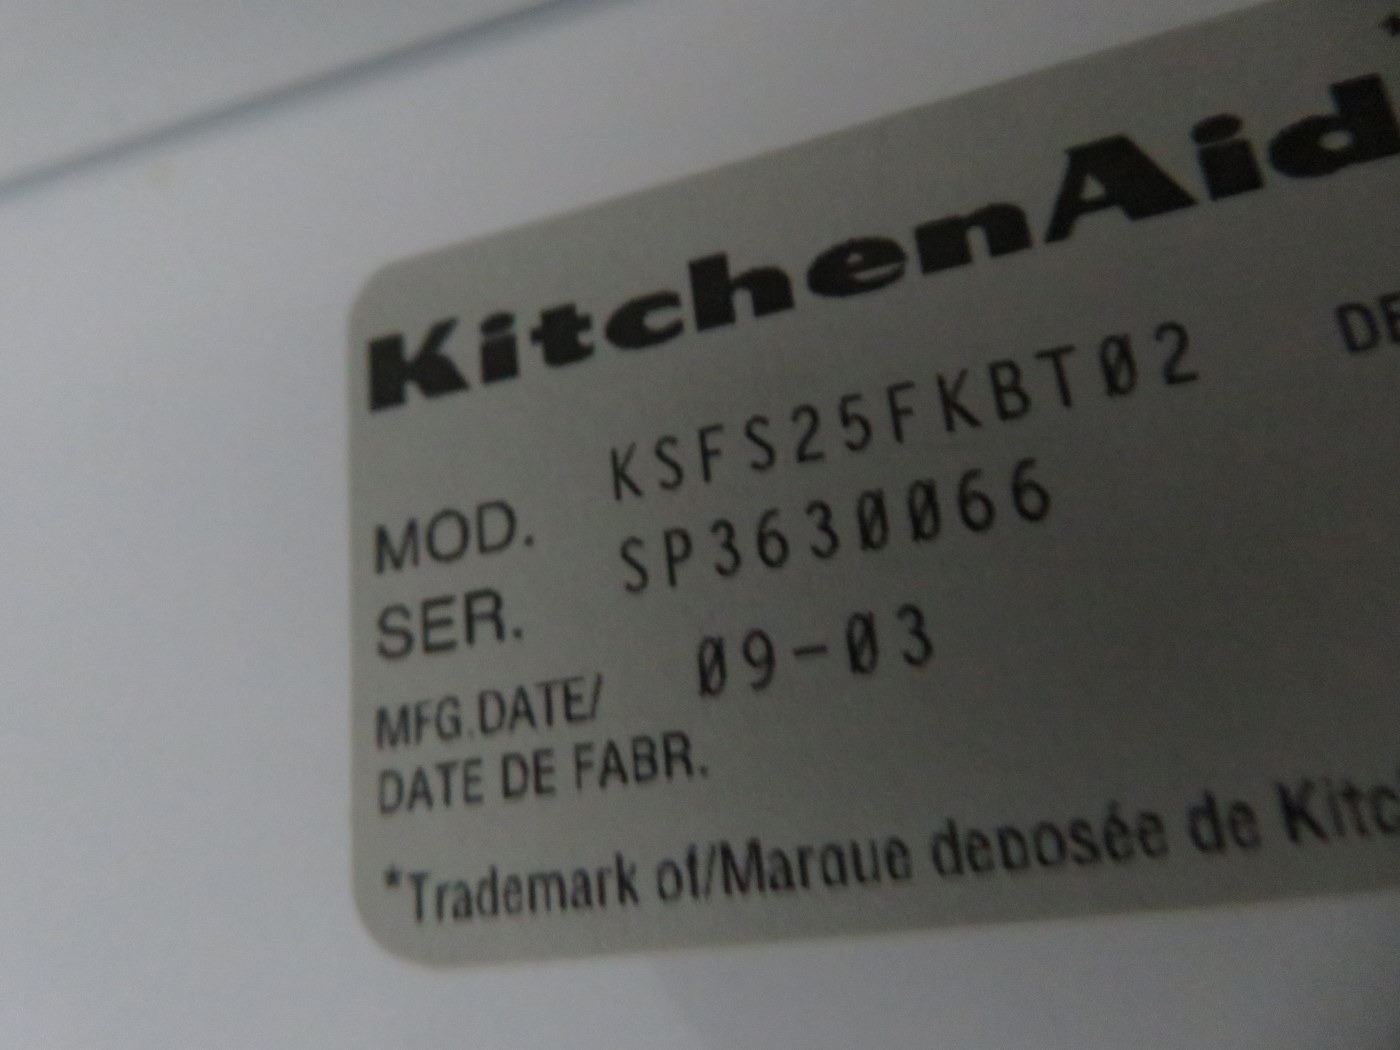 KitchenAid
MOD. KSFS25FKBT02
SER. SP3630066
MFG.DATE/ 09-03
DATE DE FABR.
*Trademark of/Marque deposée de